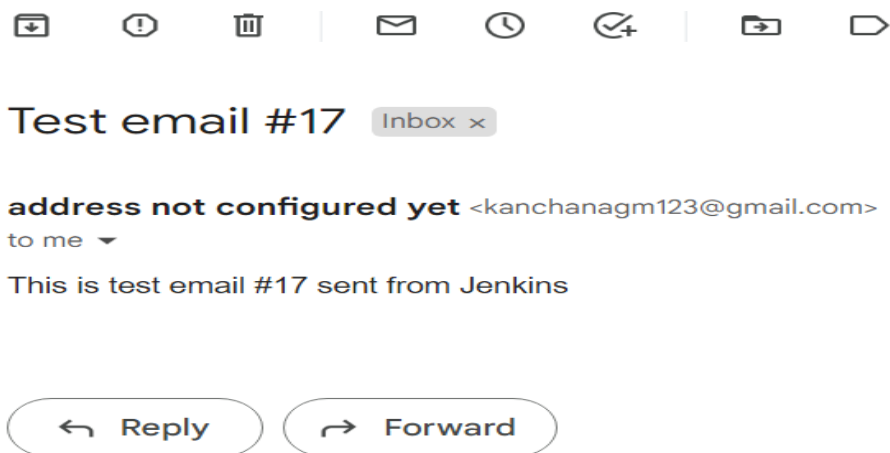 Test email #17 Inbox x
address not configured yet <kanchanagm123@gmail.com>
to me
This is test email #17 sent from Jenkins
Reply Forward